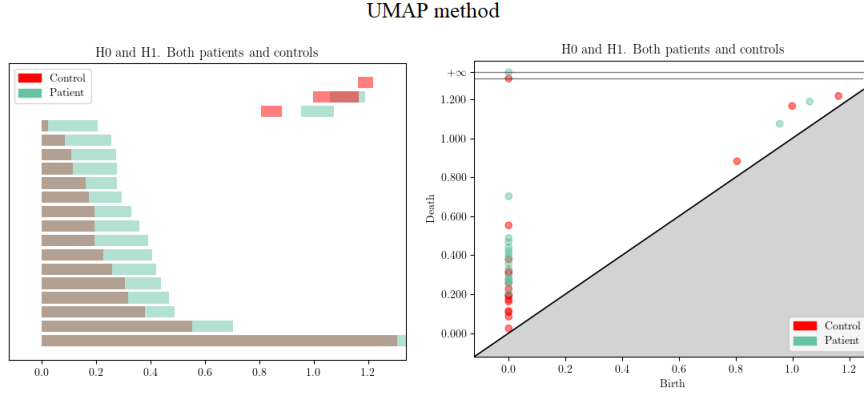 UMAP method
H0 and H1. Both patients and controls
Control
Patient
0.0 0.2 0.4 0.6 0.8 1.0 1.2
H0 and H1. Both patients and controls
+∞
1.200
1.000
0.800
0.600
0.400
0.200
0.000
Death
Control
Patient
0.0 0.2 0.4 0.6 0.8 1.0 1.2
Birth